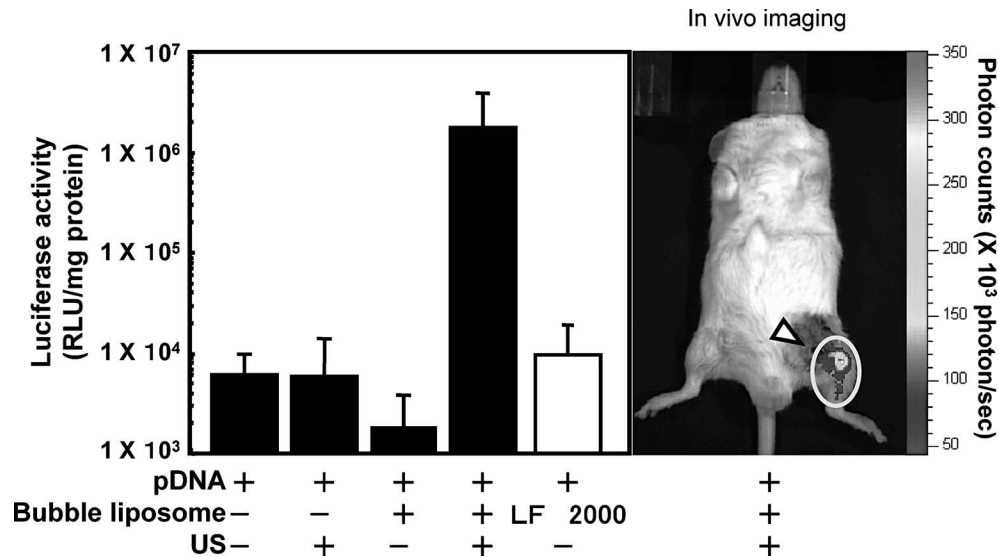 In vivo imaging
1 X 10⁷
1 X 10⁶
1 X 10⁵
1 X 10⁴
1 X 10³
Luciferase activity
(RLU/mg protein)
350
300
250
200
150
100
50
Photon counts (X 10³ photon/sec)
pDNA + + + + + +
Bubble liposome – – + + LF 2000 +
US – + – + – +